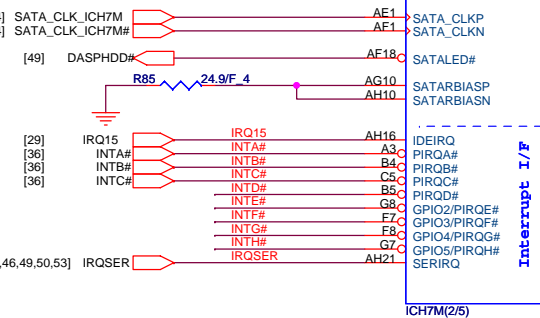 ] SATA_CLK_ICH7M AE1 SATA_CLKP
] SATA_CLK_ICH7M# AF1 SATA_CLKN
[49] DASPHDD# AF18 SATALED#
R85 24.9/F_4 AG10 SATARBIASP
AH10 SATARBIASN
[29] IRQ15 IRQ15 AH16 IDEIRQ
[36] INTA# INTA# A3 PIRQA#
[36] INTB# INTB# B4 PIRQB#
[36] INTC# INTC# C5 PIRQC#
INTD# B5 PIRQD#
INTE# G8 GPIO2/PIRQE#
INTF# F7 GPIO3/PIRQF#
INTG# F8 GPIO4/PIRQG#
INTH# G7 GPIO5/PIRQH#
,46,49,50,53] IRQSER IRQSER AH21 SERIRQ
Interrupt I/F
ICH7M(2/5)